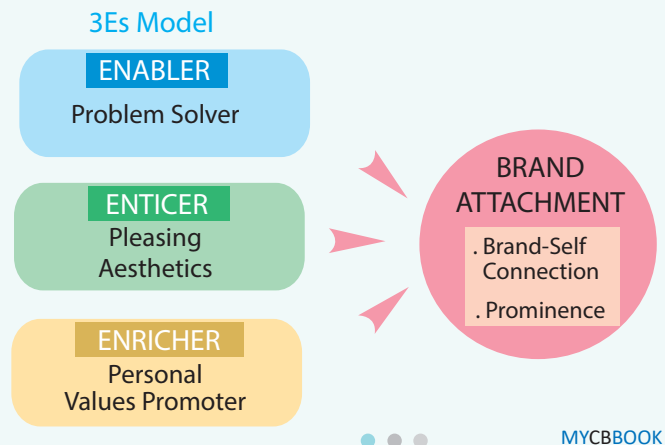 3Es Model
ENABLER
Problem Solver
ENTICER
Pleasing
Aesthetics
ENRICHER
Personal
Values Promoter
BRAND
ATTACHMENT
. Brand-Self
Connection
. Prominence
MYCBBOOK